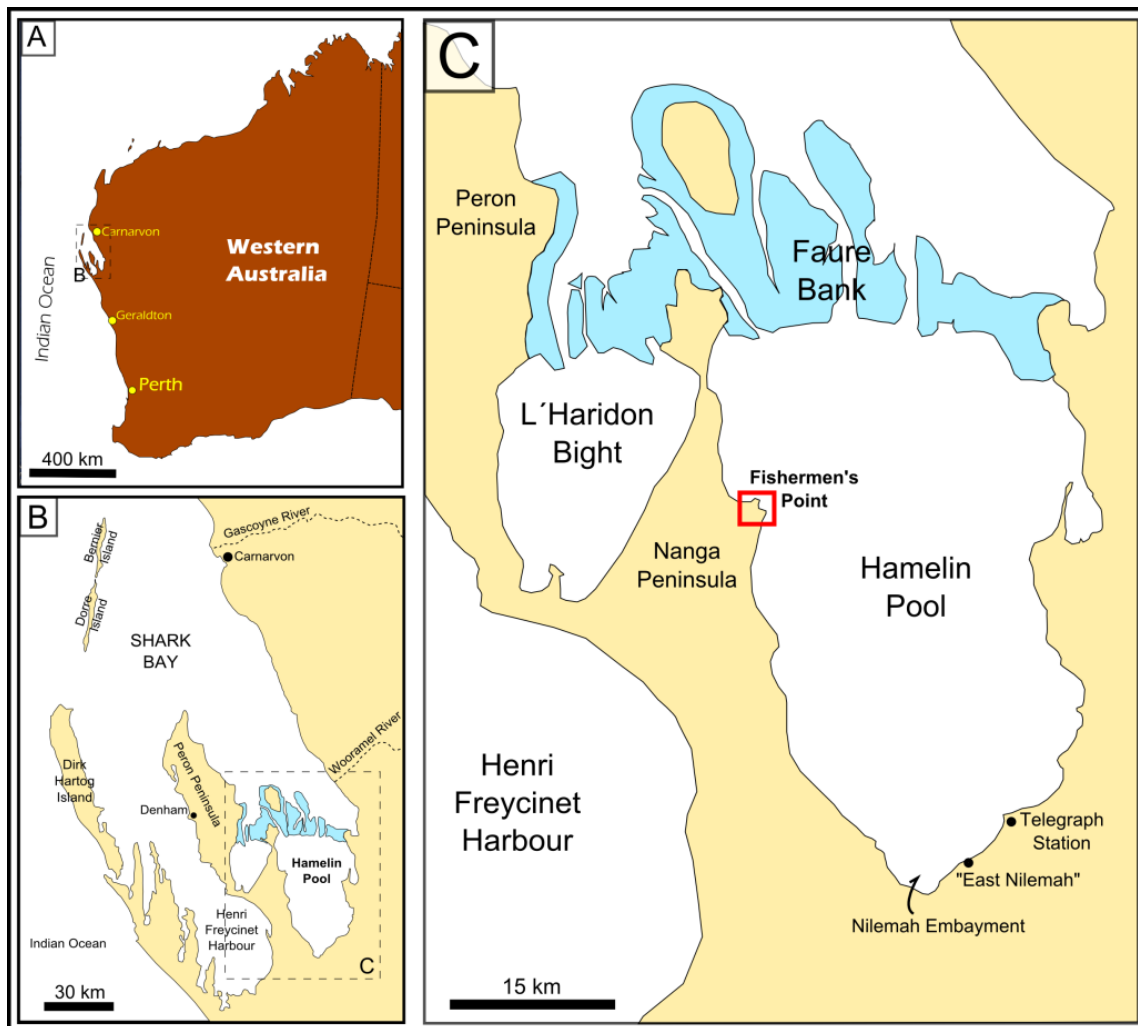 A
Carnarvon
B
Western
Australia
Indian Ocean
Geraldton
Perth
400 km
B
Gascoyne River
Carnarvon
Bernier
Island
Dorre
Island
SHARK
BAY
Wooramel River
Dirk
Hartog
Island
Peron Peninsula
Denham
Hamelin
Pool
Henri
Freycinet
Harbour
Indian Ocean
C
30 km
C
Peron
Peninsula
Faure
Bank
L´Haridon
Bight
Fishermen's
Point
Nanga
Peninsula
Hamelin
Pool
Henri
Freycinet
Harbour
Telegraph
Station
"East Nilemah"
Nilemah Embayment
15 km